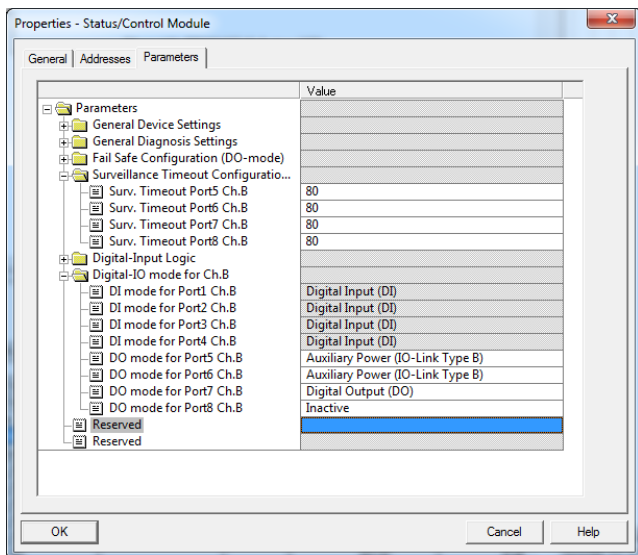 Properties - Status/Control Module
General Addresses Parameters
Value
Parameters
General Device Settings
General Diagnosis Settings
Fail Safe Configuration (DO-mode)
Surveillance Timeout Configuratio...
Surv. Timeout Port5 Ch.B 80
Surv. Timeout Port6 Ch.B 80
Surv. Timeout Port7 Ch.B 80
Surv. Timeout Port8 Ch.B 80
Digital-Input Logic
Digital-IO mode for Ch.B
DI mode for Port1 Ch.B Digital Input (DI)
DI mode for Port2 Ch.B Digital Input (DI)
DI mode for Port3 Ch.B Digital Input (DI)
DI mode for Port4 Ch.B Digital Input (DI)
DO mode for Port5 Ch.B Auxiliary Power (IO-Link Type B)
DO mode for Port6 Ch.B Auxiliary Power (IO-Link Type B)
DO mode for Port7 Ch.B Digital Output (DO)
DO mode for Port8 Ch.B Inactive
Reserved
Reserved
OK Cancel Help